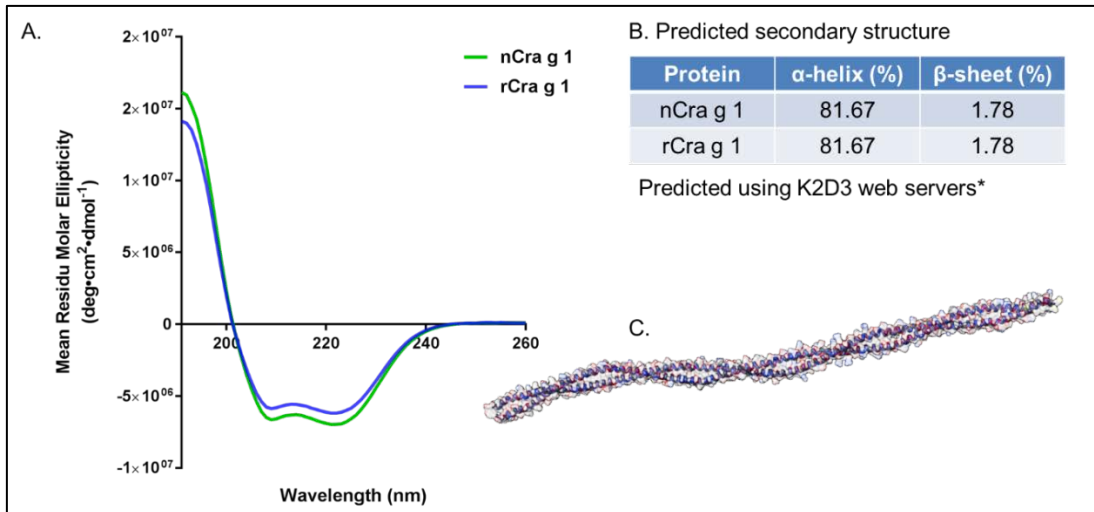 A.
2×10⁰⁷
2×10⁰⁷
1×10⁰⁷
5×10⁰⁶
0
-5×10⁰⁶
-1×10⁰⁷
Mean Residu Molar Ellipticity
(deg•cm²•dmol⁻¹)
200
220
240
260
Wavelength (nm)
nCra g 1
rCra g 1
B. Predicted secondary structure
Protein α-helix (%) β-sheet (%)
nCra g 1 81.67 1.78
rCra g 1 81.67 1.78
Predicted using K2D3 web servers*
C.